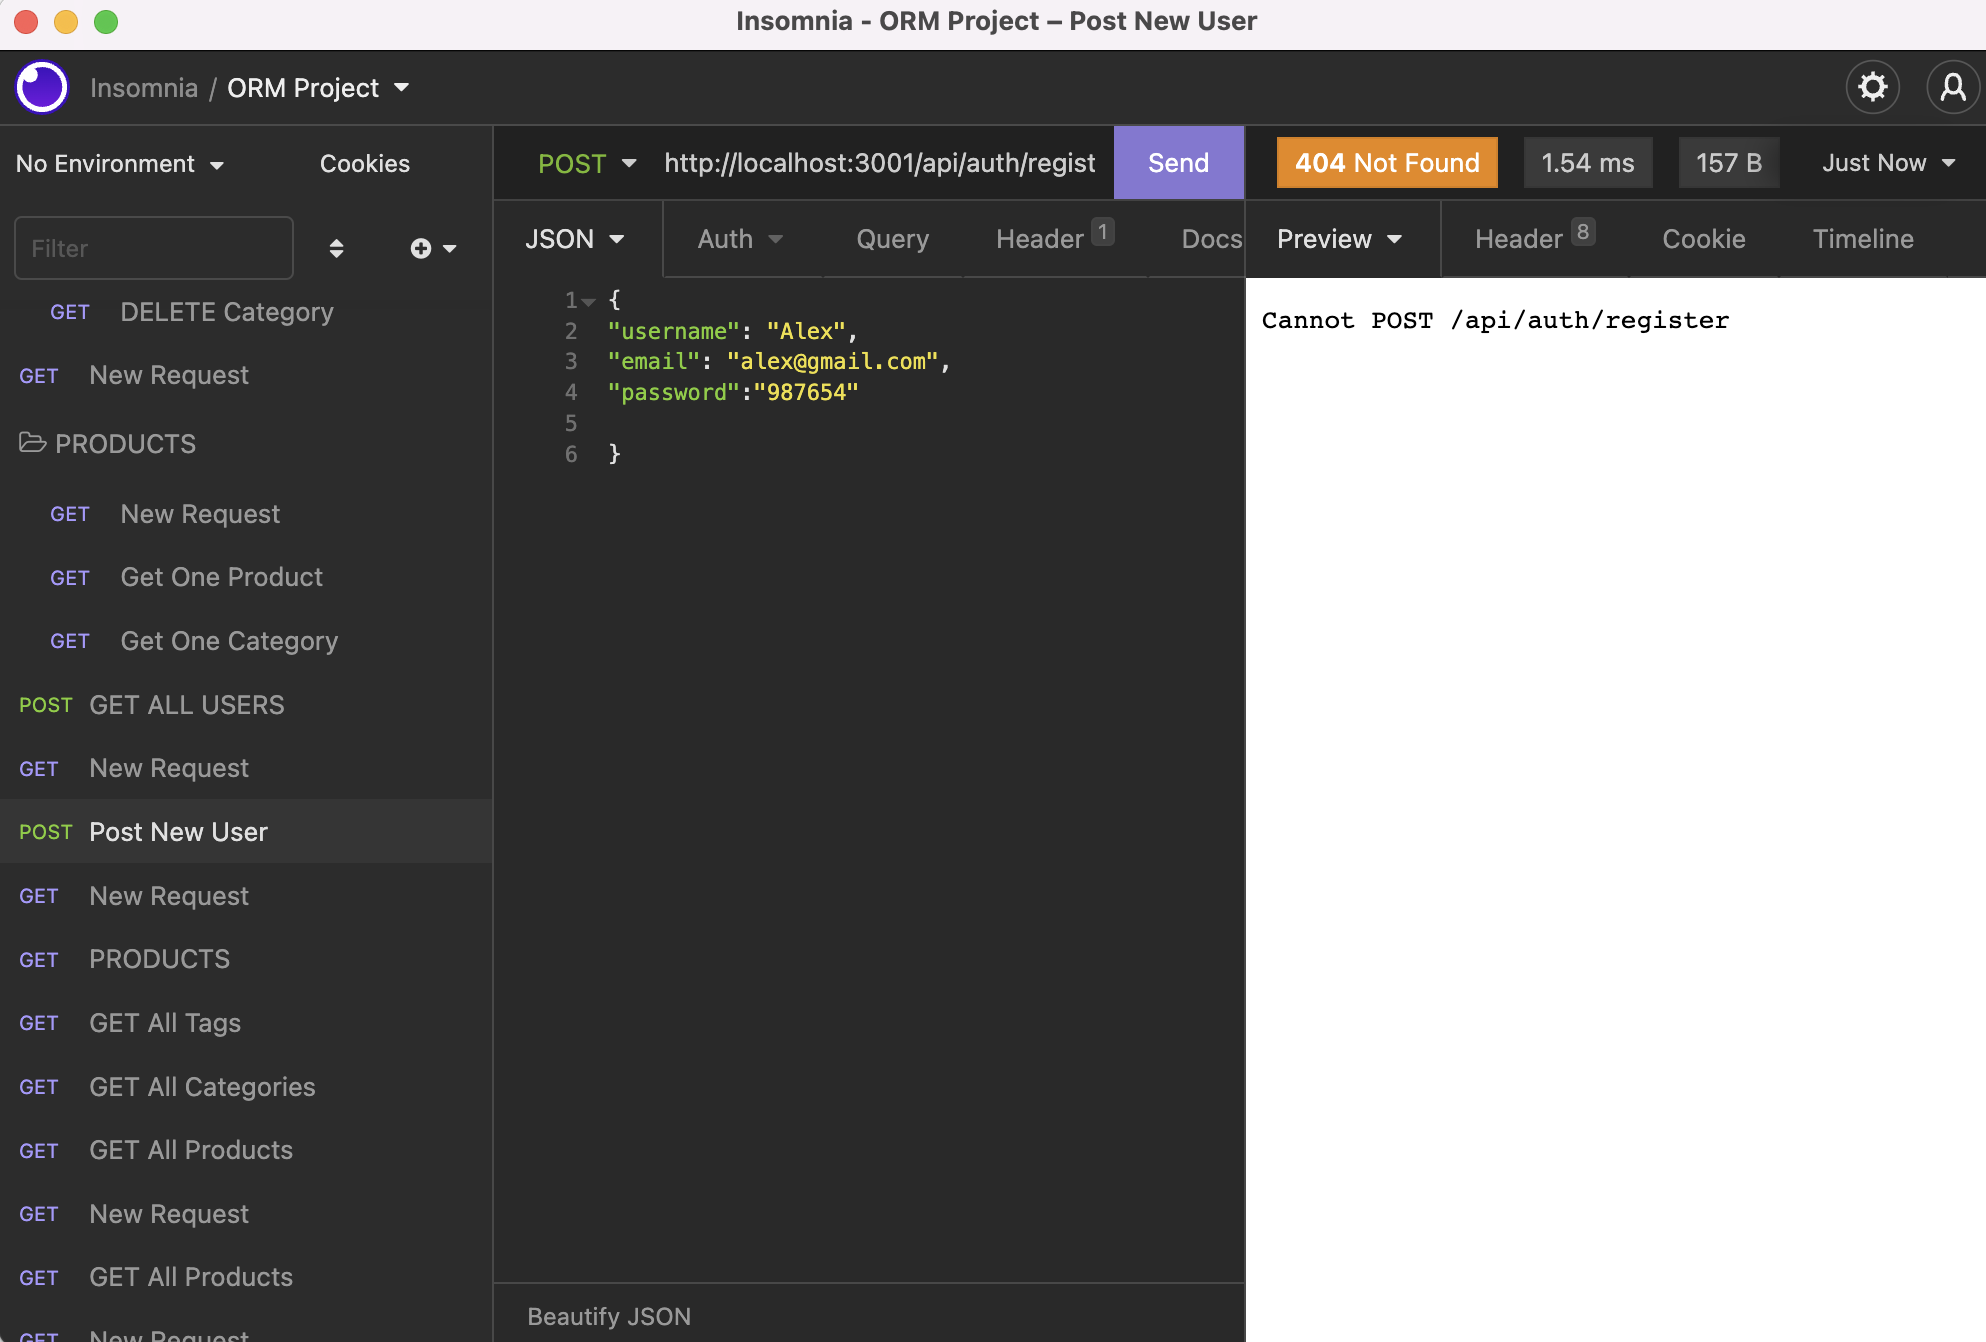 Insomnia - ORM Project – Post New User
Insomnia / ORM Project
No Environment
Cookies
Filter
GET DELETE Category
GET New Request
PRODUCTS
GET New Request
GET Get One Product
GET Get One Category
POST GET ALL USERS
GET New Request
POST Post New User
GET New Request
GET PRODUCTS
GET GET All Tags
GET GET All Categories
GET GET All Products
GET New Request
GET GET All Products
GET New Request
POST http://localhost:3001/api/auth/regist Send
JSON Auth Query Header 1 Docs
1 {
2 "username": "Alex",
3 "email": "alex@gmail.com",
4 "password":"987654"
5
6 }
Beautify JSON
404 Not Found 1.54 ms 157 B Just Now
Preview Header 8 Cookie Timeline
Cannot POST /api/auth/register